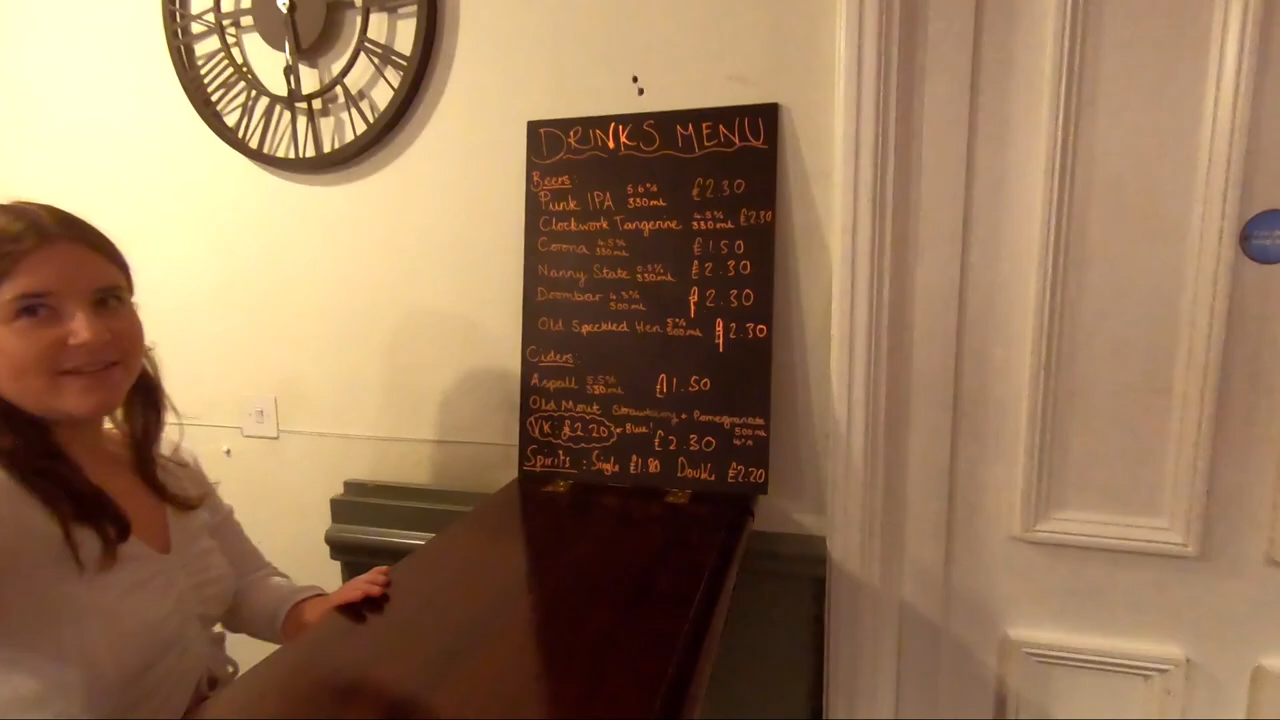 DRINKS MENU
Beers:
Punk IPA 5.6% 330ml £2.30
Clockwork Tangerine 4.5% 330ml £2.30
Corona 4.5% 330ml £1.50
Nanny State 0.5% 330ml £2.30
Doombar 4.3% 500ml £2.30
Old Speckled Hen 5% 500ml £2.30
Ciders:
Aspall 5.5% 330ml £1.50
Old Mout Strawberry + Pomegranate 500ml 4%
VK: £2.20 Blue! £2.30
Spirits: Single £1.80 Double £2.20